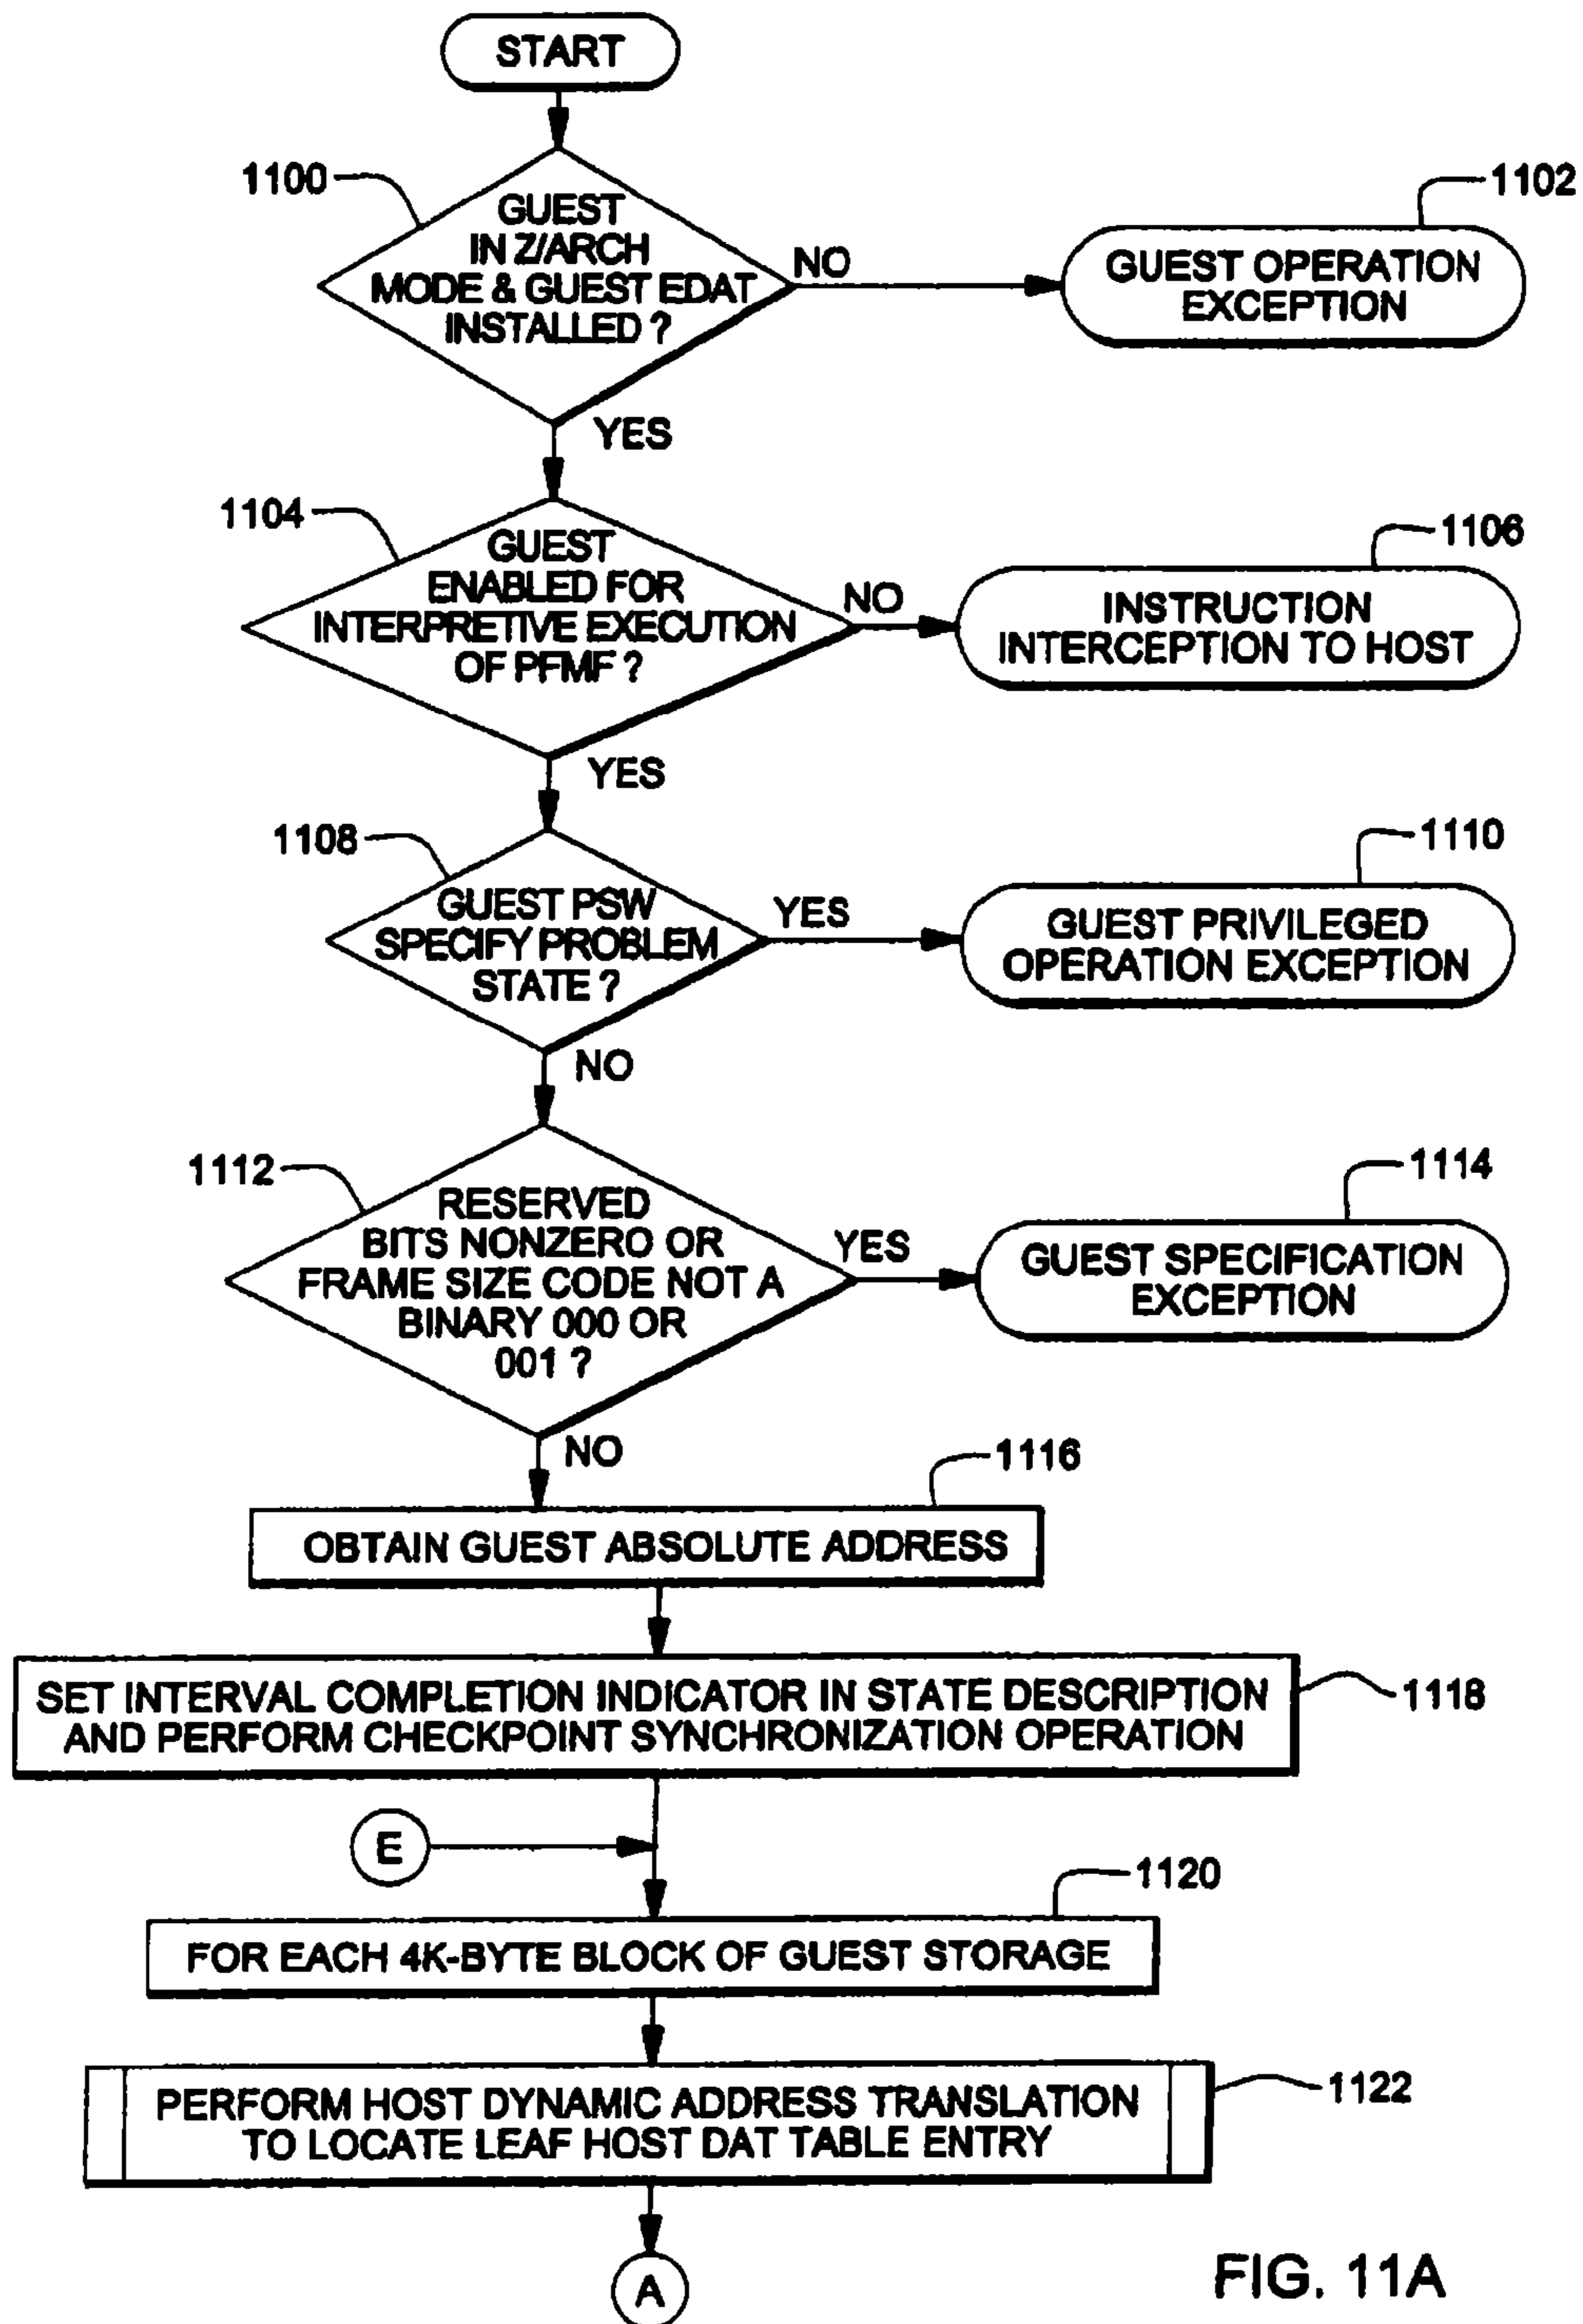 START
1100
GUEST
IN Z/ARCH
MODE & GUEST EDAT
INSTALLED ?
NO
1102
GUEST OPERATION
EXCEPTION
YES
1104
GUEST
ENABLED FOR
INTERPRETIVE EXECUTION
OF PFMF ?
NO
1106
INSTRUCTION
INTERCEPTION TO HOST
YES
1108
GUEST PSW
SPECIFY PROBLEM
STATE ?
YES
1110
GUEST PRIVILEGED
OPERATION EXCEPTION
NO
1112
RESERVED
BITS NONZERO OR
FRAME SIZE CODE NOT A
BINARY 000 OR
001 ?
YES
1114
GUEST SPECIFICATION
EXCEPTION
NO
1116
OBTAIN GUEST ABSOLUTE ADDRESS
SET INTERVAL COMPLETION INDICATOR IN STATE DESCRIPTION
AND PERFORM CHECKPOINT SYNCHRONIZATION OPERATION
1118
E
1120
FOR EACH 4K-BYTE BLOCK OF GUEST STORAGE
PERFORM HOST DYNAMIC ADDRESS TRANSLATION
TO LOCATE LEAF HOST DAT TABLE ENTRY
1122
A
FIG. 11A